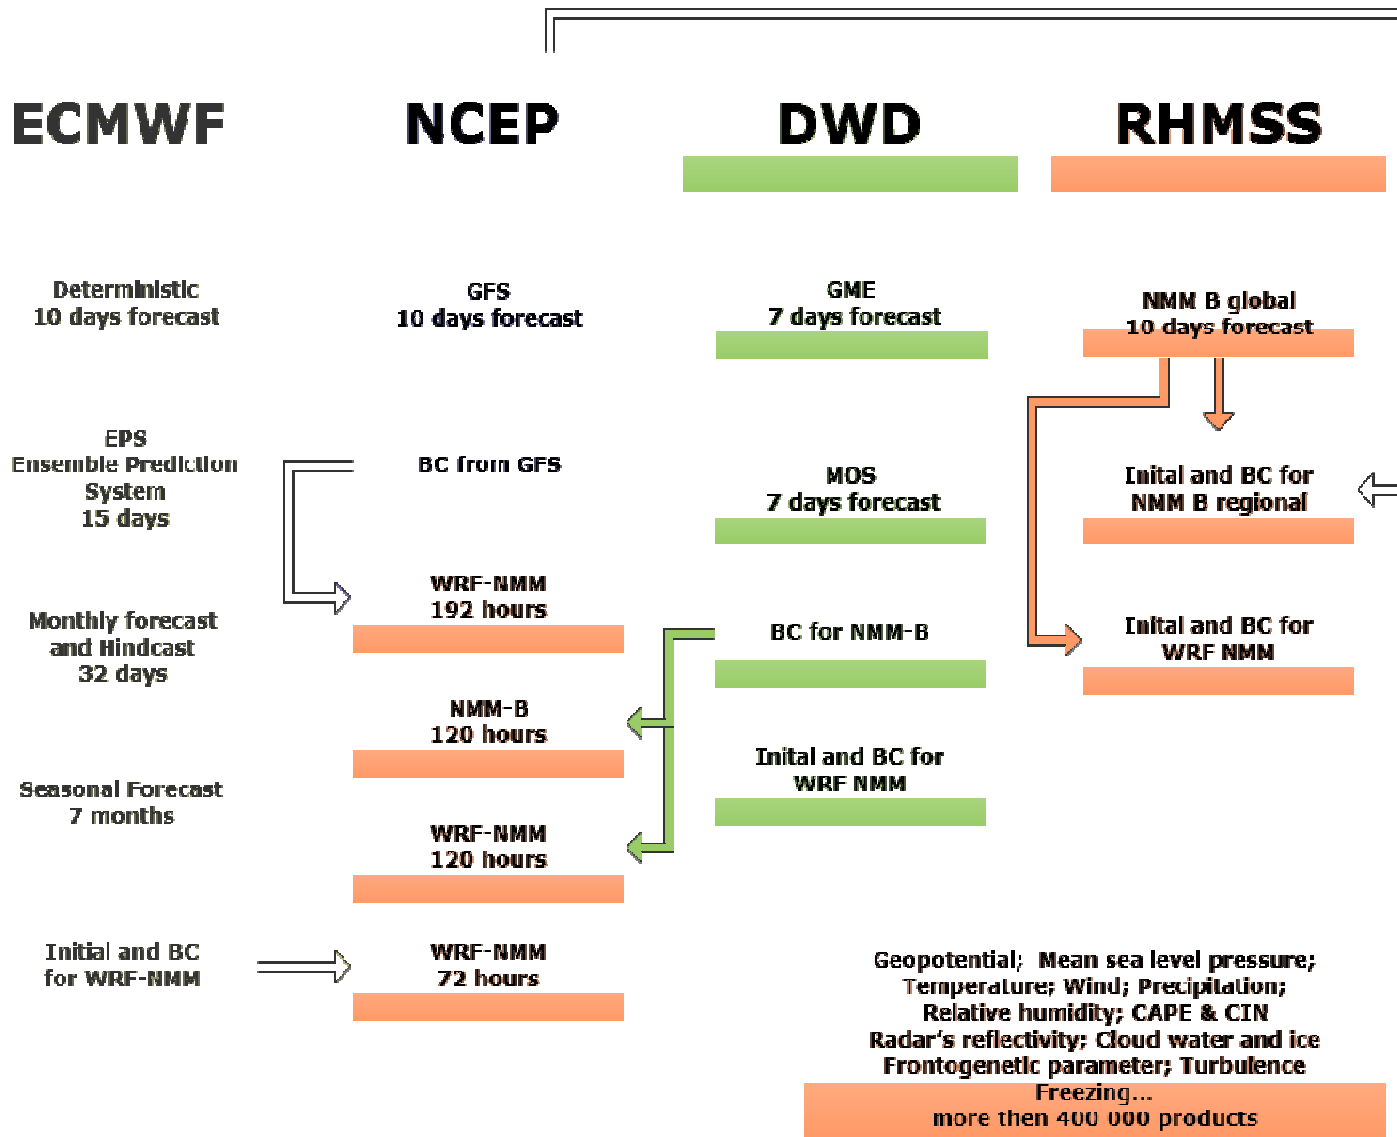 ECMWF
NCEP
DWD
RHMSS
Deterministic
10 days forecast
EPS
Ensemble Prediction
System
15 days
Monthly forecast
and Hindcast
32 days
Seasonal Forecast
7 months
Initial and BC
for WRF-NMM
GFS
10 days forecast
BC from GFS
WRF-NMM
192 hours
NMM-B
120 hours
WRF-NMM
120 hours
WRF-NMM
72 hours
GME
7 days forecast
MOS
7 days forecast
BC for NMM-B
Inital and BC for
WRF NMM
NMM B global
10 days forecast
Inital and BC for
NMM B regional
Inital and BC for
WRF NMM
Geopotential; Mean sea level pressure;
Temperature; Wind; Precipitation;
Relative humidity; CAPE & CIN
Radar's reflectivity; Cloud water and ice
Frontogenetic parameter; Turbulence
Freezing...
more then 400 000 products